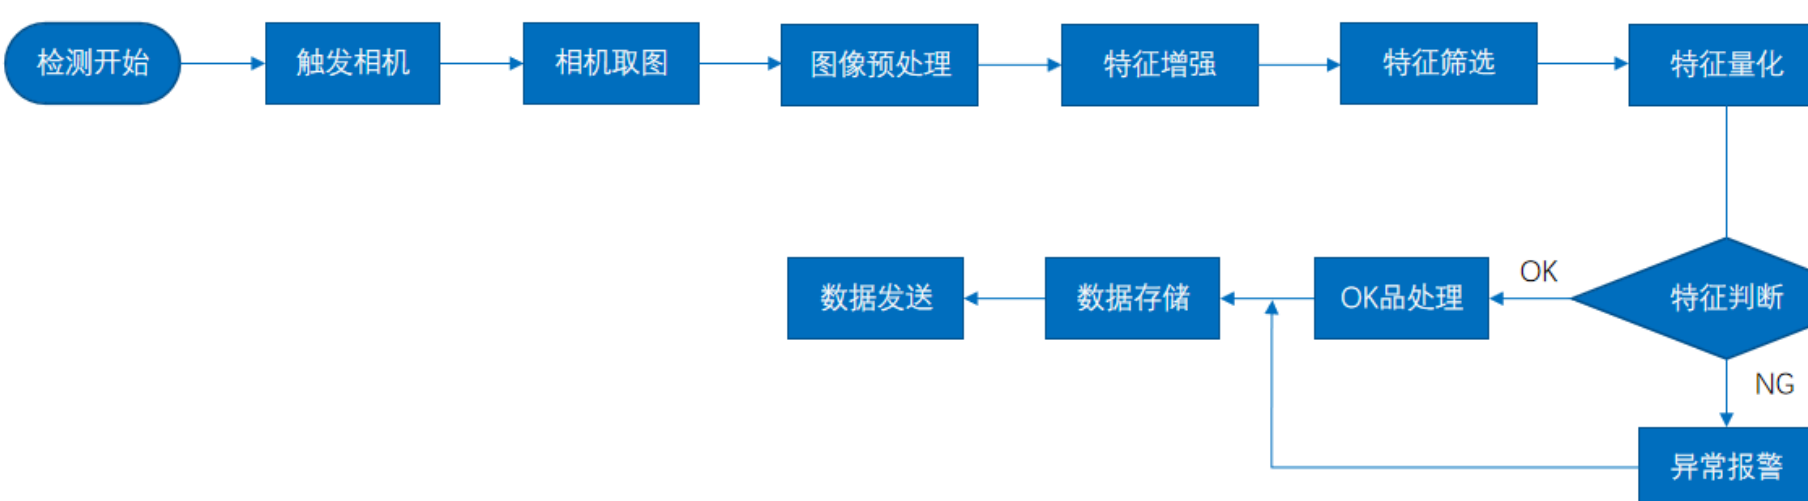 检测开始
触发相机
相机取图
图像预处理
特征增强
特征筛选
特征量化
数据发送
数据存储
OK品处理
OK
特征判断
NG
异常报警